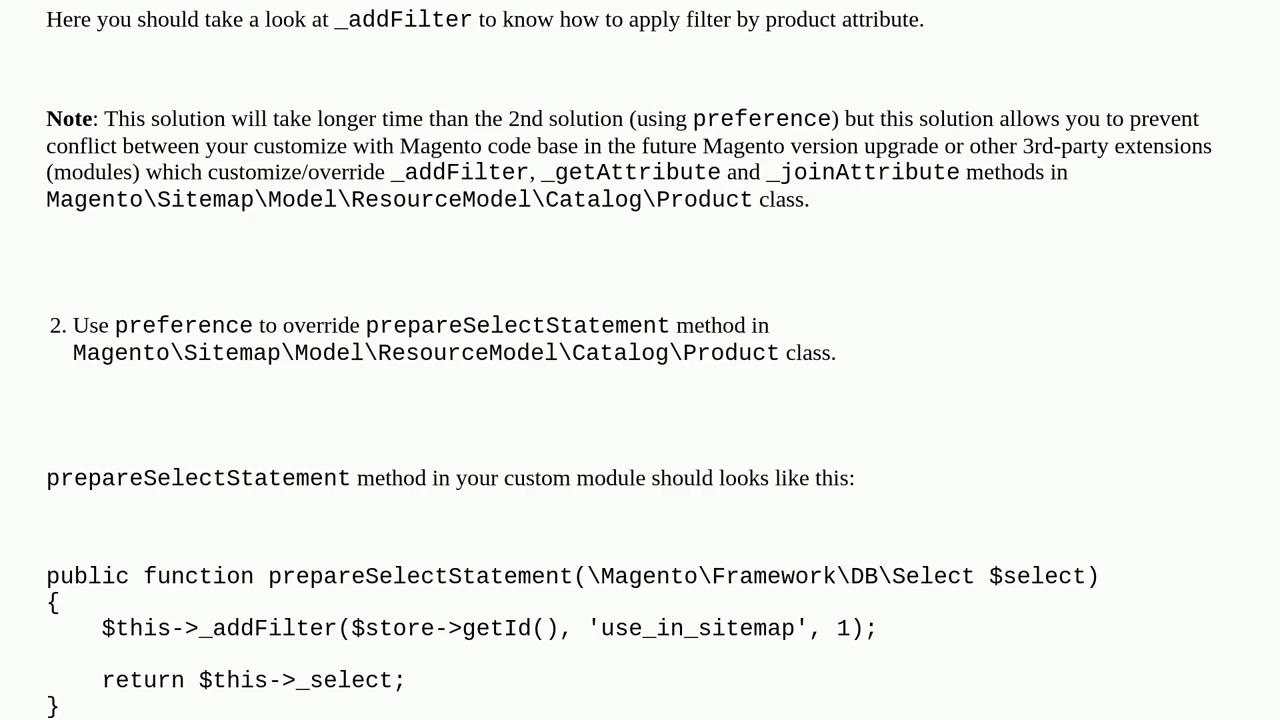 Here you should take a look at _addFilter to know how to apply filter by product attribute.
Note: This solution will take longer time than the 2nd solution (using preference) but this solution allows you to prevent
conflict between your customize with Magento code base in the future Magento version upgrade or other 3rd-party extensions
(modules) which customize/override _addFilter, _getAttribute and _joinAttribute methods in
Magento\Sitemap\Model\ResourceModel\Catalog\Product class.
2. Use preference to override prepareSelectStatement method in
Magento\Sitemap\Model\ResourceModel\Catalog\Product class.
prepareSelectStatement method in your custom module should looks like this:
public function prepareSelectStatement(\Magento\Framework\DB\Select $select)
{
    $this->_addFilter($store->getId(), 'use_in_sitemap', 1);
    return $this->_select;
}